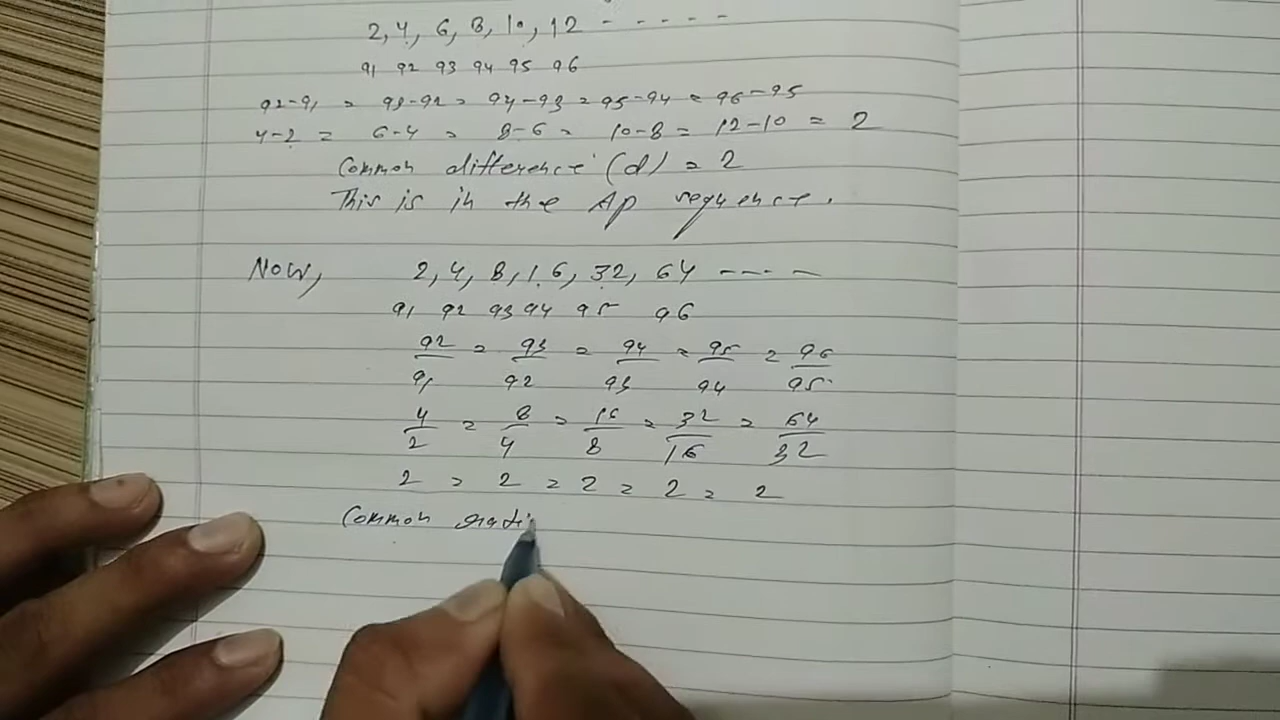 2, 4, 6, 8, 10, 12 - - - - -
a1 a2 a3 a4 a5 a6
a2-a1 = a3-a2 = a4-a3 = a5-a4 = a6-a5
4-2 = 6-4 = 8-6 = 10-8 = 12-10 = 2
Common difference (d) = 2
This is in the Ap sequence.
Now, 2, 4, 8, 16, 32, 64 ----
a1 a2 a3 a4 a5 a6
a2/a1 = a3/a2 = a4/a3 = a5/a4 = a6/a5
4/2 = 8/4 = 16/8 = 32/16 = 64/32
2 = 2 = 2 = 2 = 2
Common rati